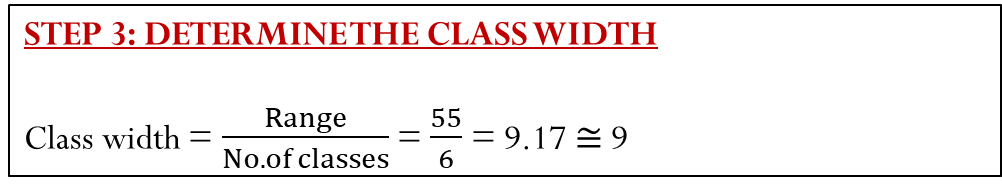 STEP 3: DETERMINETHE CLASS WIDTH
Class width = Range/No.of classes = 55/6 = 9.17 ≅ 9